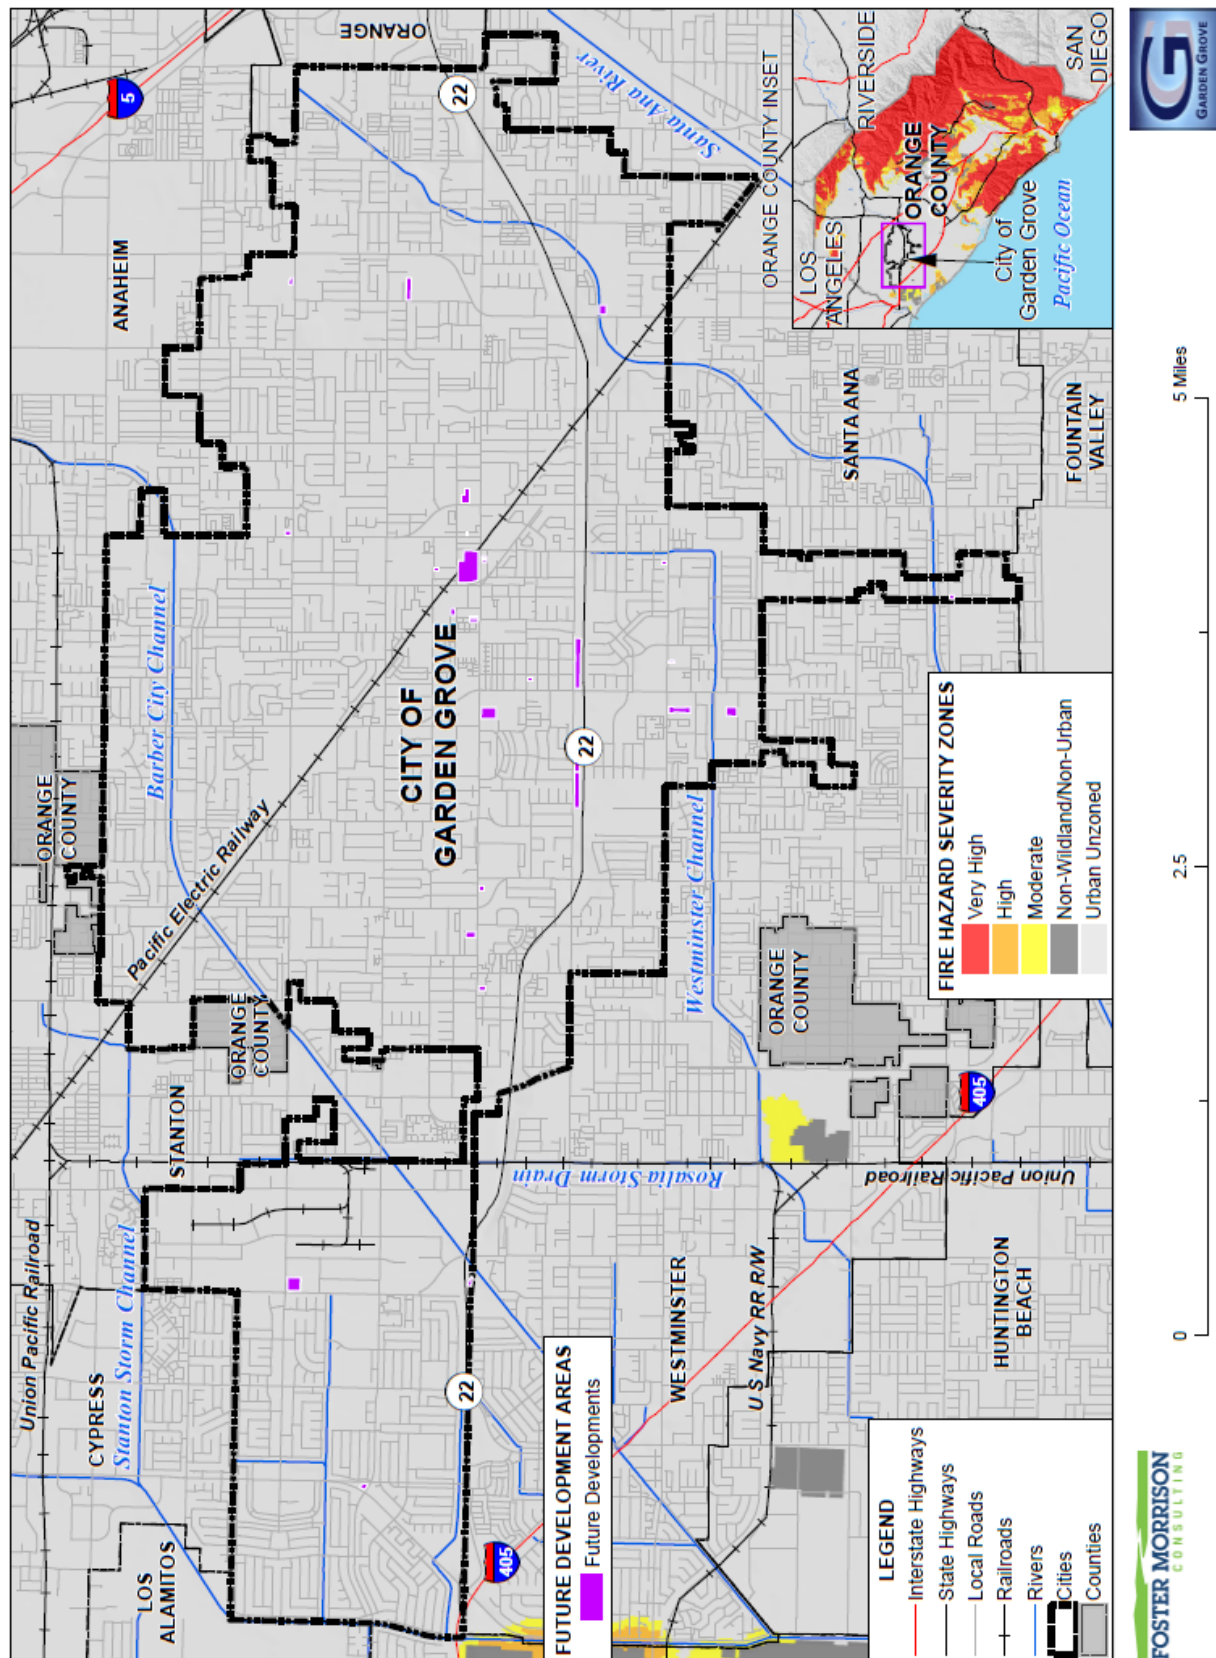 Union Pacific Railroad
CYPRESS
Stanton Storm Channel
LOS
ALAMITOS
STANTON
ORANGE
COUNTY
Pacific Electric Railway
ORANGE
COUNTY
Barber City Channel
ANAHEIM
5
ORANGE
22
Santa Ana River
CITY OF
GARDEN GROVE
22
22
405
Rosalia Storm Drain
WESTMINSTER
Westminster Channel
U S Navy RR R/W
Union Pacific Railroad
ORANGE
COUNTY
405
HUNTINGTON
BEACH
SANTA ANA
FOUNTAIN
VALLEY
FUTURE DEVELOPMENT AREAS
Future Developments
LEGEND
Interstate Highways
State Highways
Local Roads
Railroads
Rivers
Cities
Counties
FIRE HAZARD SEVERITY ZONES
Very High
High
Moderate
Non-Wildland/Non-Urban
Urban Unzoned
ORANGE COUNTY INSET
LOS
ANGELES
RIVERSIDE
ORANGE
COUNTY
SAN
DIEGO
City of
Garden Grove
Pacific Ocean
FOSTER MORRISON
CONSULTING
0
2.5
5 Miles
G
GARDEN GROVE